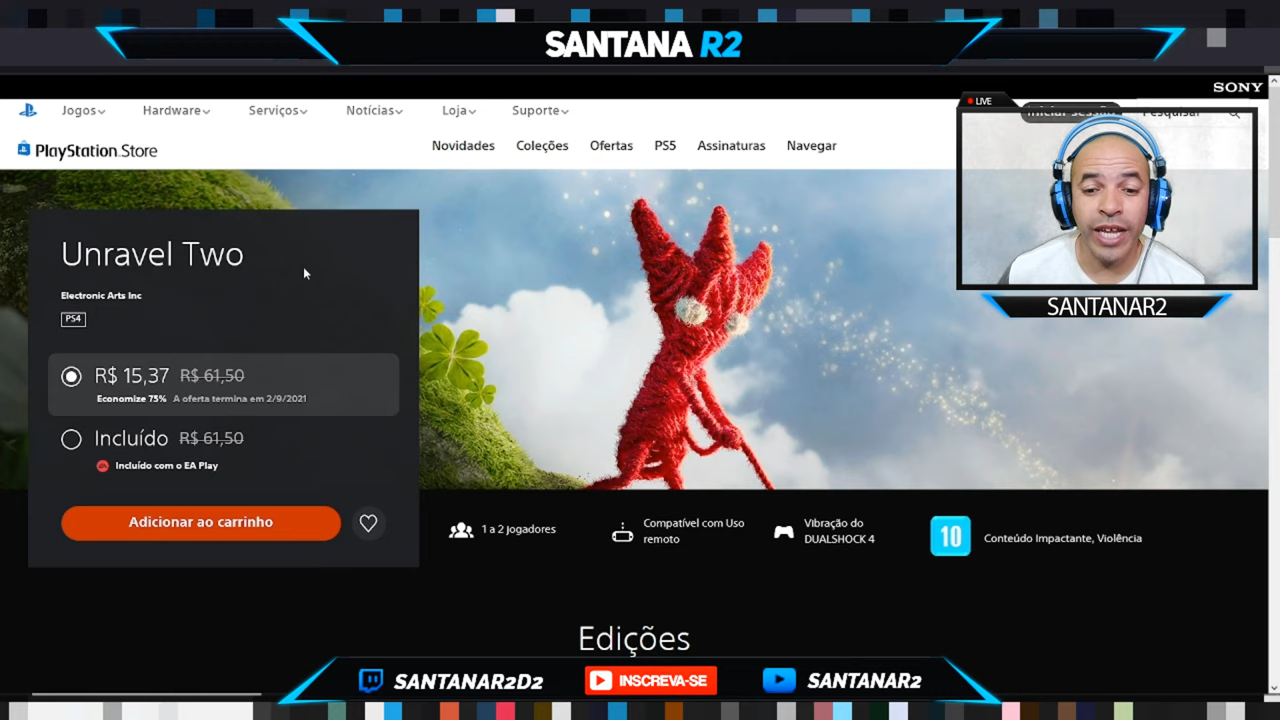 SANTANA R2
SONY
Jogos
Hardware
Serviços
Notícias
Loja
Suporte
LIVE
PlayStation Store
Novidades
Coleções
Ofertas
PS5
Assinaturas
Navegar
Unravel Two
Electronic Arts Inc
PS4
R$ 15,37 R$ 61,50
Economize 75% A oferta termina em 2/9/2021
Incluído R$ 61,50
Incluído com o EA Play
Adicionar ao carrinho
SANTANAR2
1 a 2 Jogadores
Compatível com Uso
remoto
Vibração do
DUALSHOCK 4
10
Conteúdo Impactante, Violência
Edições
SANTANAR2D2
INSCREVA-SE
SANTANAR2